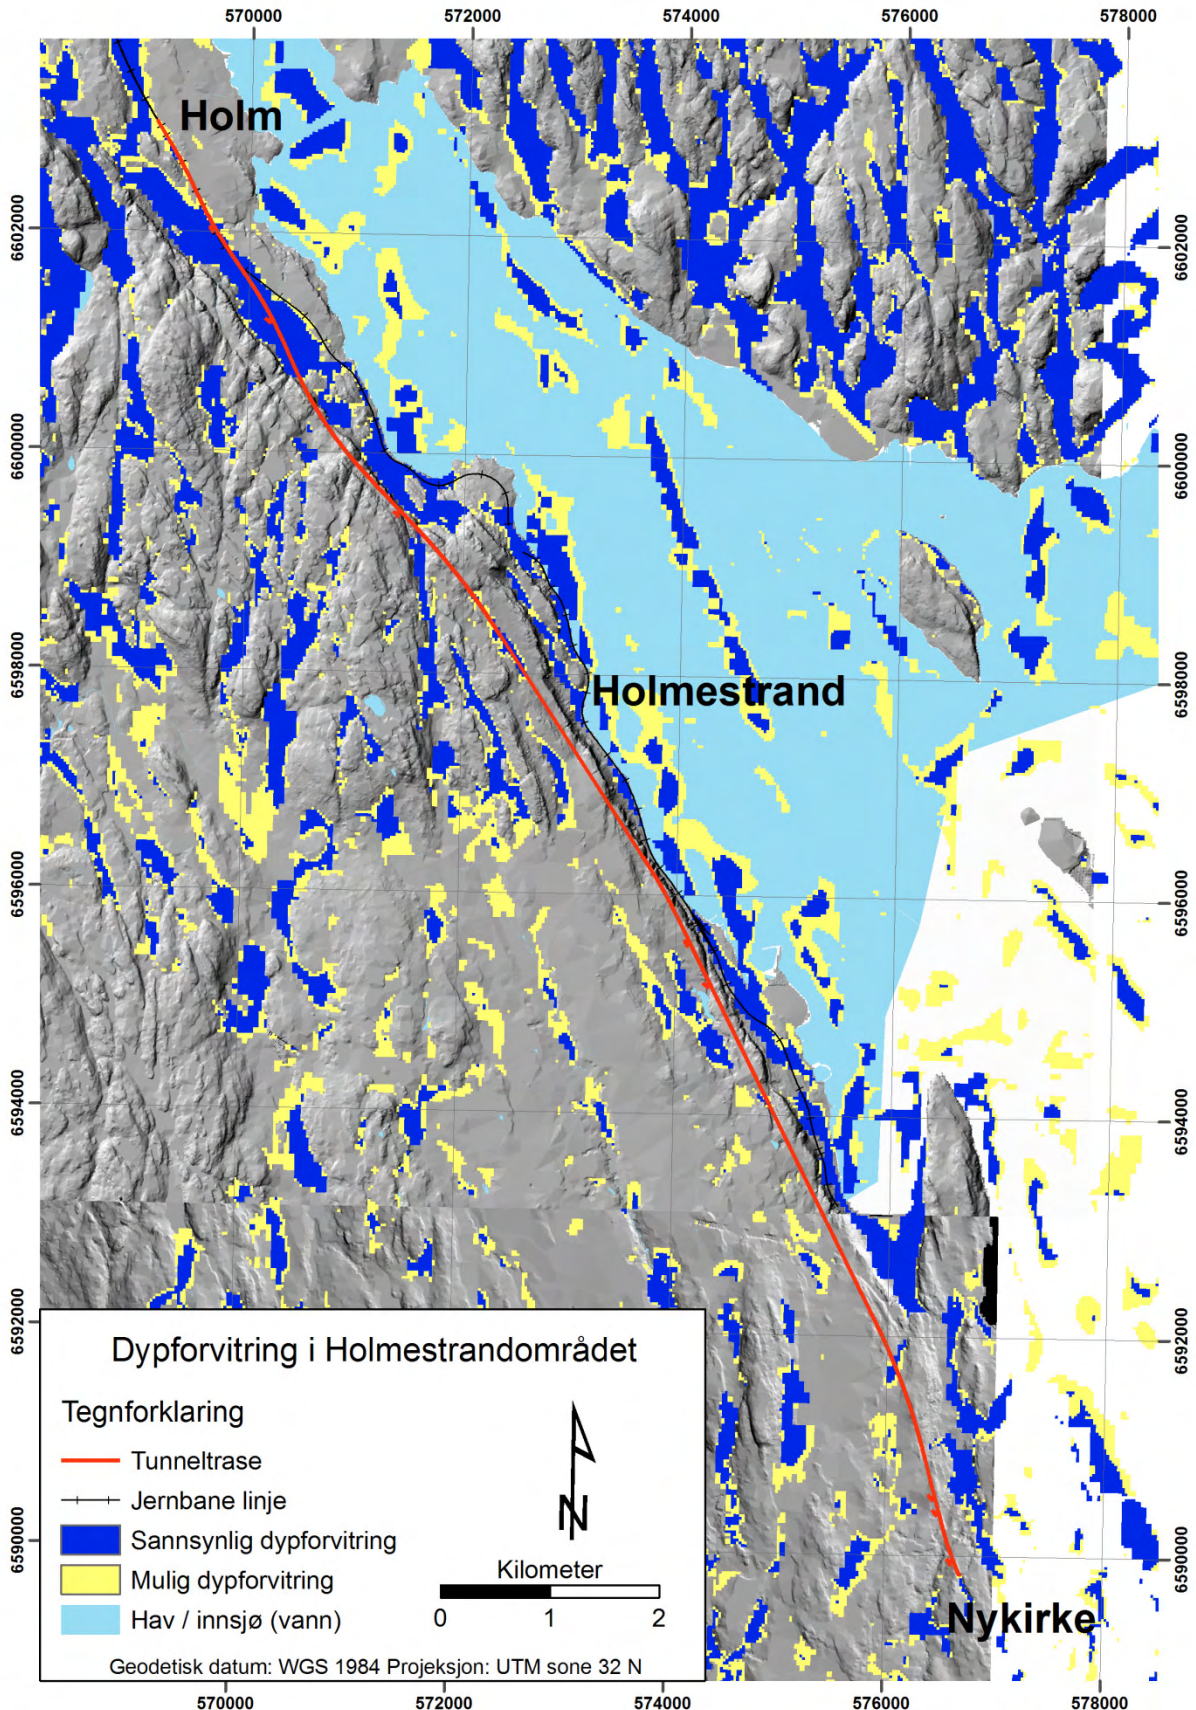 570000 572000 574000 576000 578000
Holm
6602000 6602000
6600000 6600000
6598000 6598000
Holmestrand
6596000 6596000
6594000 6594000
6592000 6592000
Dypforvitring i Holmestrandområdet
Tegnforklaring
Tunneltrase
Jernbane linje
Sannsynlig dypforvitring
Mulig dypforvitring
Hav / innsjø (vann)
N
Kilometer
0 1 2
Geodetisk datum: WGS 1984 Projeksjon: UTM sone 32 N
6590000 6590000
Nykirke
570000 572000 574000 576000 578000